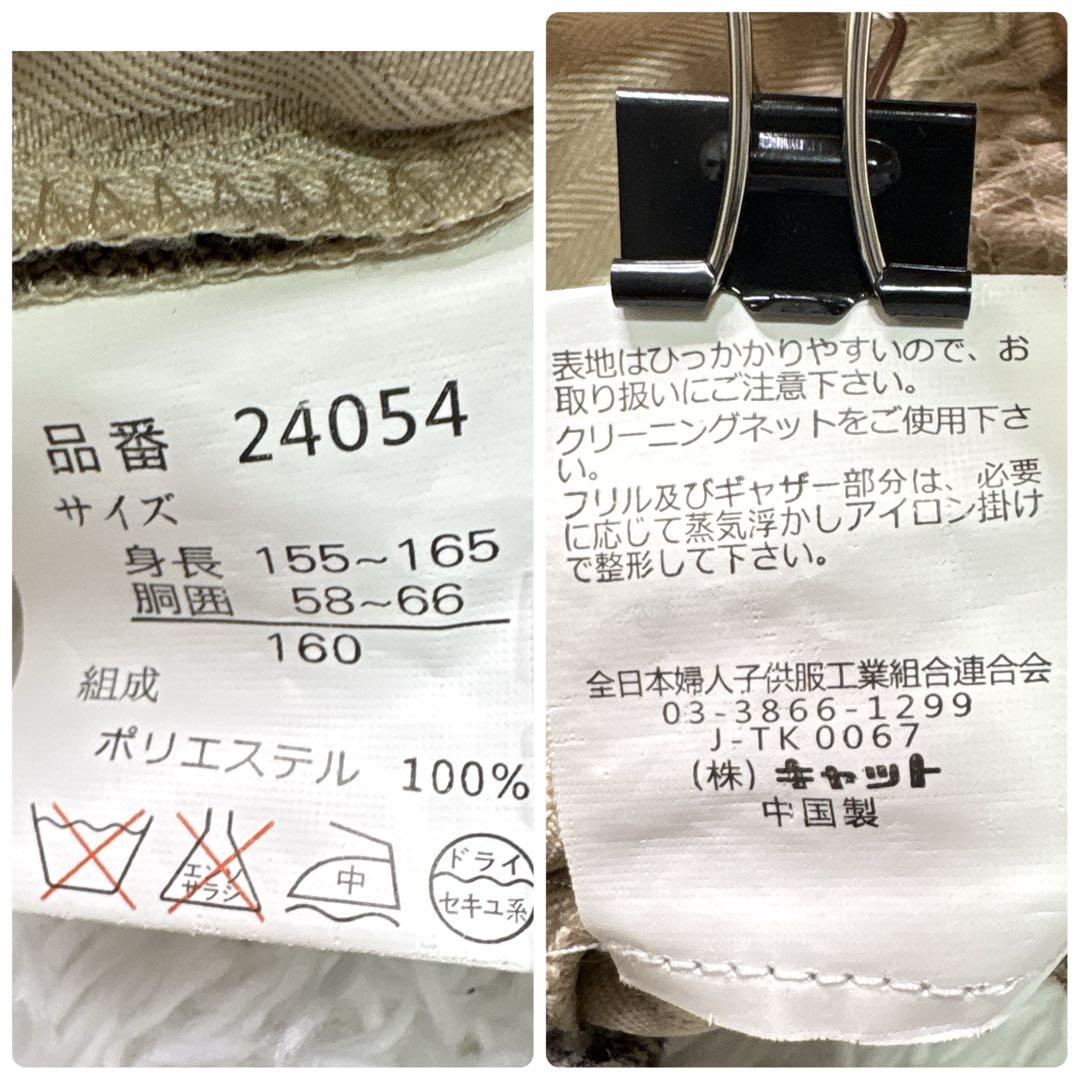 品番 24054
サイズ
身長 155~165
胴囲 58~66
160
組成
ポリエステル 100%
エンソ
サラシ
中
ドライ
セキユ系
表地はひっかかりやすいので、お
取り扱いにご注意下さい。
クリーニングネットをご使用下さ
い。
フリル及びギャザー部分は、必要
に応じて蒸気浮かしアイロン掛け
で整形して下さい。
全日本婦人子供服工業組合連合会
03-3866-1299
J-TK0067
(株) キャット
中国製